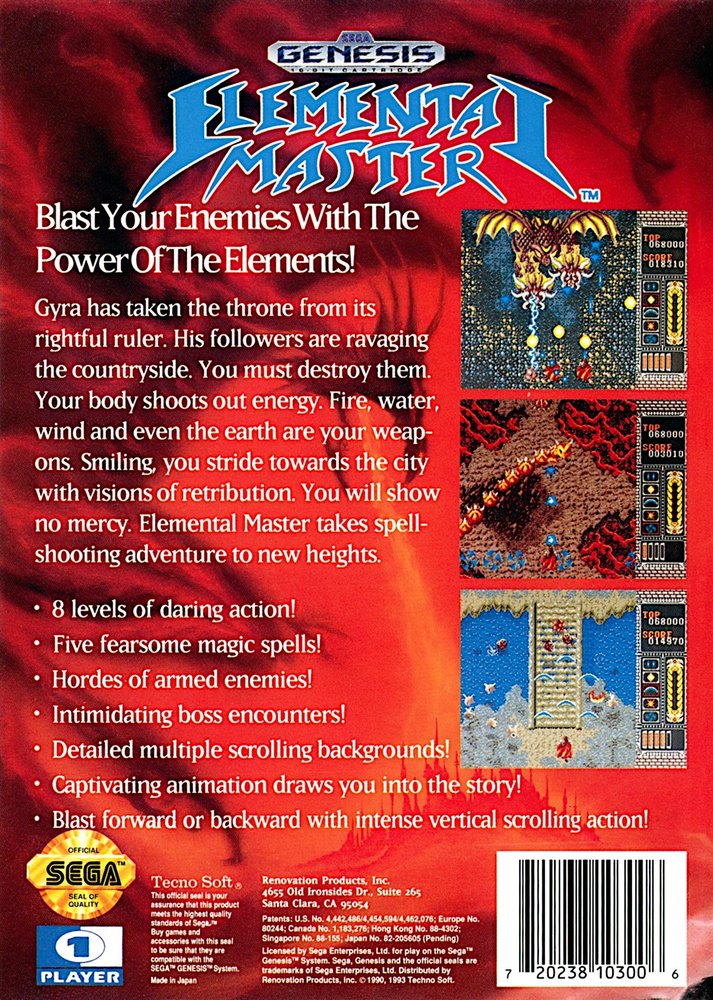 SEGA
GENESIS
16-BIT CARTRIDGE
ELEMENTAL
MASTER
TM
Blast Your Enemies With The
Power Of The Elements!
Gyra has taken the throne from its
rightful ruler. His followers are ravaging
the countryside. You must destroy them.
Your body shoots out energy. Fire, water,
wind and even the earth are your weap-
ons. Smiling, you stride towards the city
with visions of retribution. You will show
no mercy. Elemental Master takes spell-
shooting adventure to new heights.
TOP
068000
SCORE
018310
TOP
068000
SCORE
003010
TOP
068000
SCORE
014970
• 8 levels of daring action!
• Five fearsome magic spells!
• Hordes of armed enemies!
• Intimidating boss encounters!
• Detailed multiple scrolling backgrounds!
• Captivating animation draws you into the story!
• Blast forward or backward with intense vertical scrolling action!
OFFICIAL
SEGA™
SEAL OF
QUALITY
1
PLAYER
Tecno Soft®
This official seal is your
assurance that this product
meets the highest quality
standards of Sega.™
Buy games and
accessories with this seal
to be sure that they are
compatible with the
SEGA™ GENESIS™ System.
Made in Japan
Renovation Products, Inc.
4655 Old Ironsides Dr., Suite 265
Santa Clara, CA 95054
Patents: U.S. No. 4,442,486/4,454,594/4,462,076; Europe No.
80244; Canada No. 1,183,276; Hong Kong No. 88-4302;
Singapore No. 88-155; Japan No. 82-205605 (Pending)
Licensed by Sega Enterprises, Ltd. for play on the Sega™
Genesis™ System. Sega, Genesis and the official seals are
trademarks of Sega Enterprises, Ltd. Distributed by
Renovation Products, Inc. © 1990, 1993 Techno Soft.
7 20238 10300 6